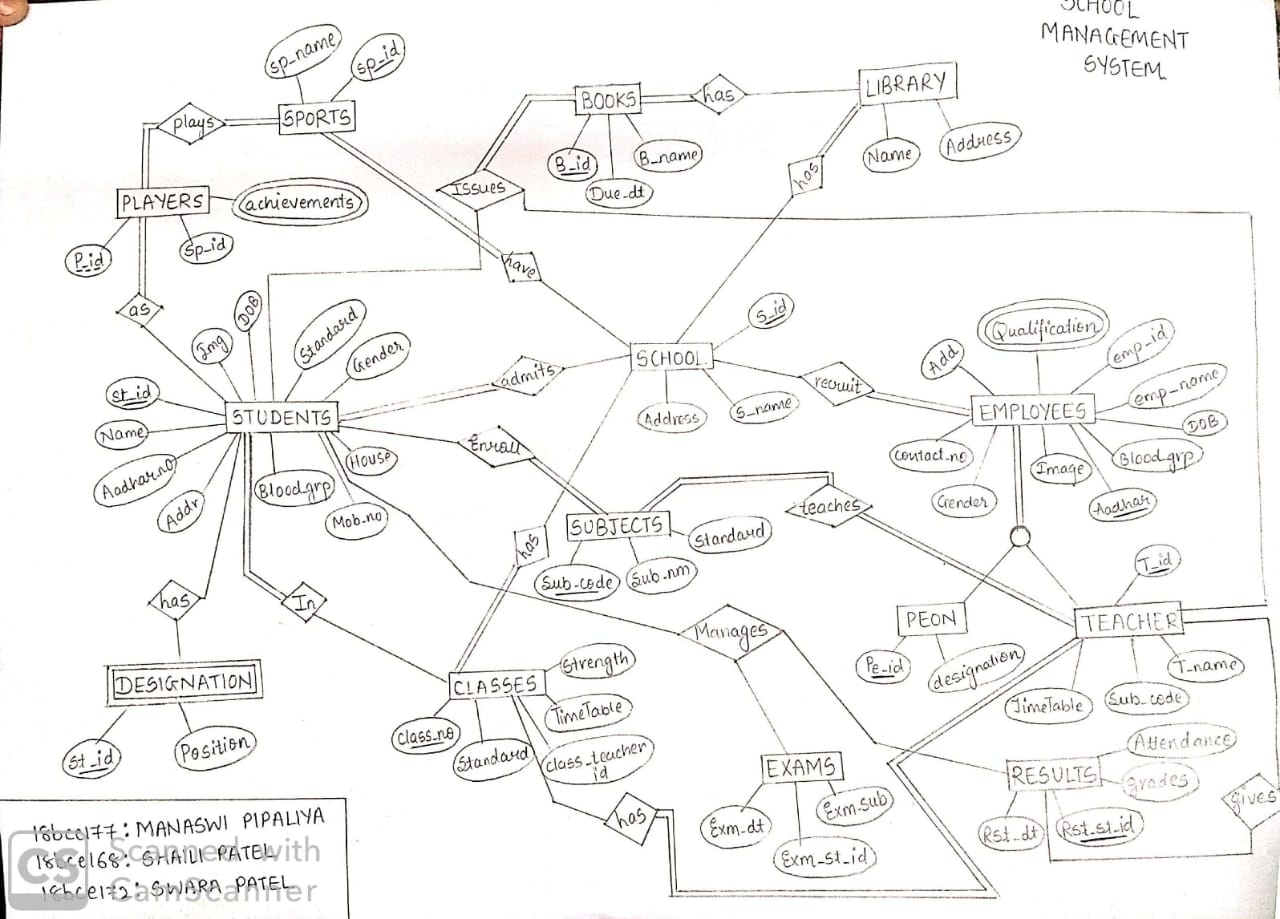 SCHOOL
MANAGEMENT
SYSTEM
sp_name
sp_id
SPORTS
plays
PLAYERS
achievements
P_id
sp_id
as
BOOKS
has
LIBRARY
B_id
B_name
Due_dt
Name
Address
Issues
has
have
Img
DOB
Standard
Gender
st_id
Name
Aadhar.no
Addr
STUDENTS
Blood.grp
House
Mob.no
admits
SCHOOL
S_id
Address
S_name
recruit
Add
Qualification
emp_id
emp_name
DOB
EMPLOYEES
contact.no
Gender
Image
Blood.grp
Aadhar
Enroll
SUBJECTS
Standard
Sub_code
Sub_nm
teaches
has
has
In
DESIGNATION
st_id
Position
Manages
PEON
Pe_id
designation
TEACHER
T_id
TimeTable
Sub_code
T_name
CLASSES
Strength
TimeTable
class_no
Standard
class_teacher
id
has
EXAMS
Exm_dt
Exm_sub
Exm_st_id
RESULTS
Attendance
grades
Rst_dt
Rst_st_id
gives
18bce177: MANASWI PIPALIYA
18bce168: SHAILI PATEL
18bce172: SWARA PATEL
CS
Scanned with
CamScanner